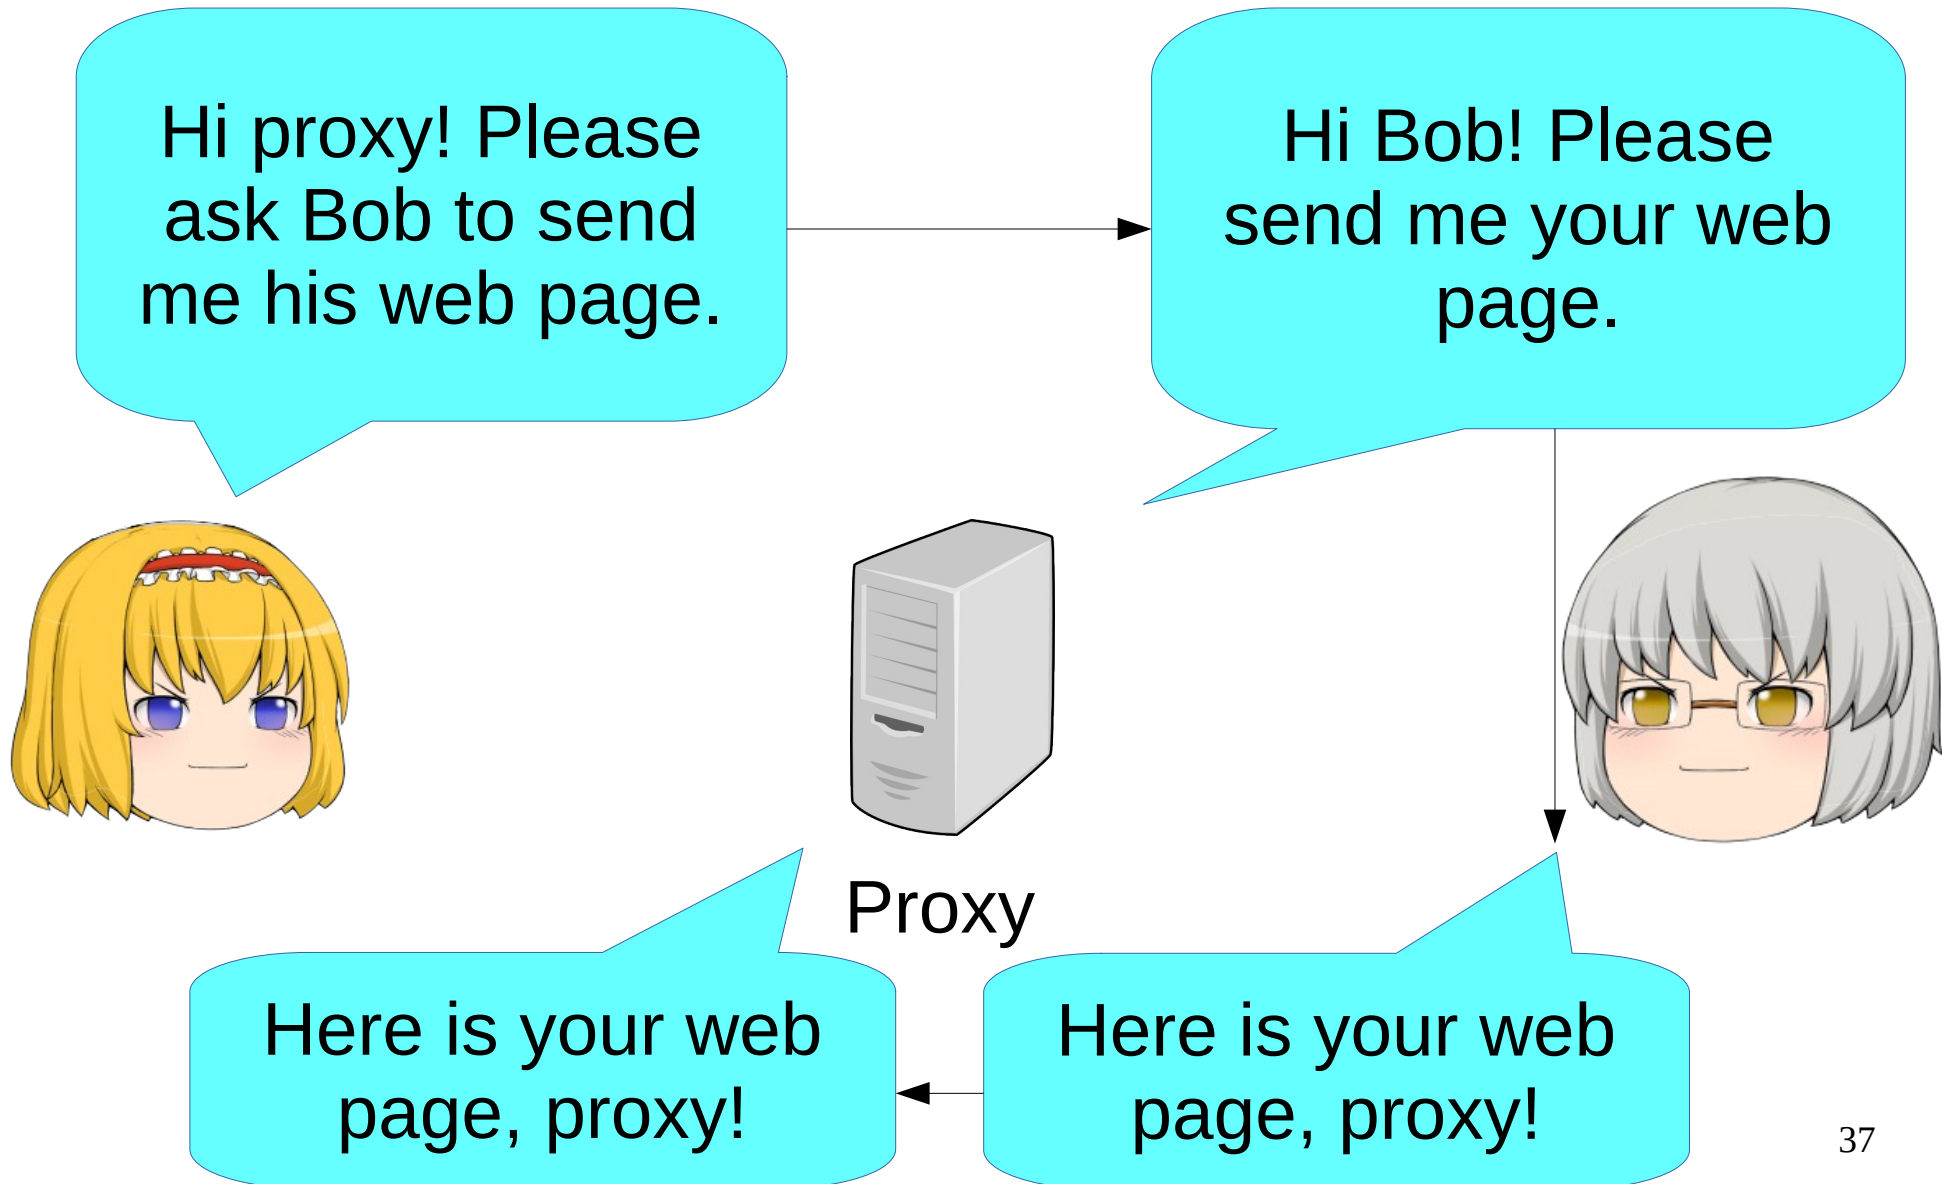 Hi proxy! Please
ask Bob to send
me his web page.
Hi Bob! Please
send me your web
page.
Proxy
Here is your web
page, proxy!
Here is your web
page, proxy!
37